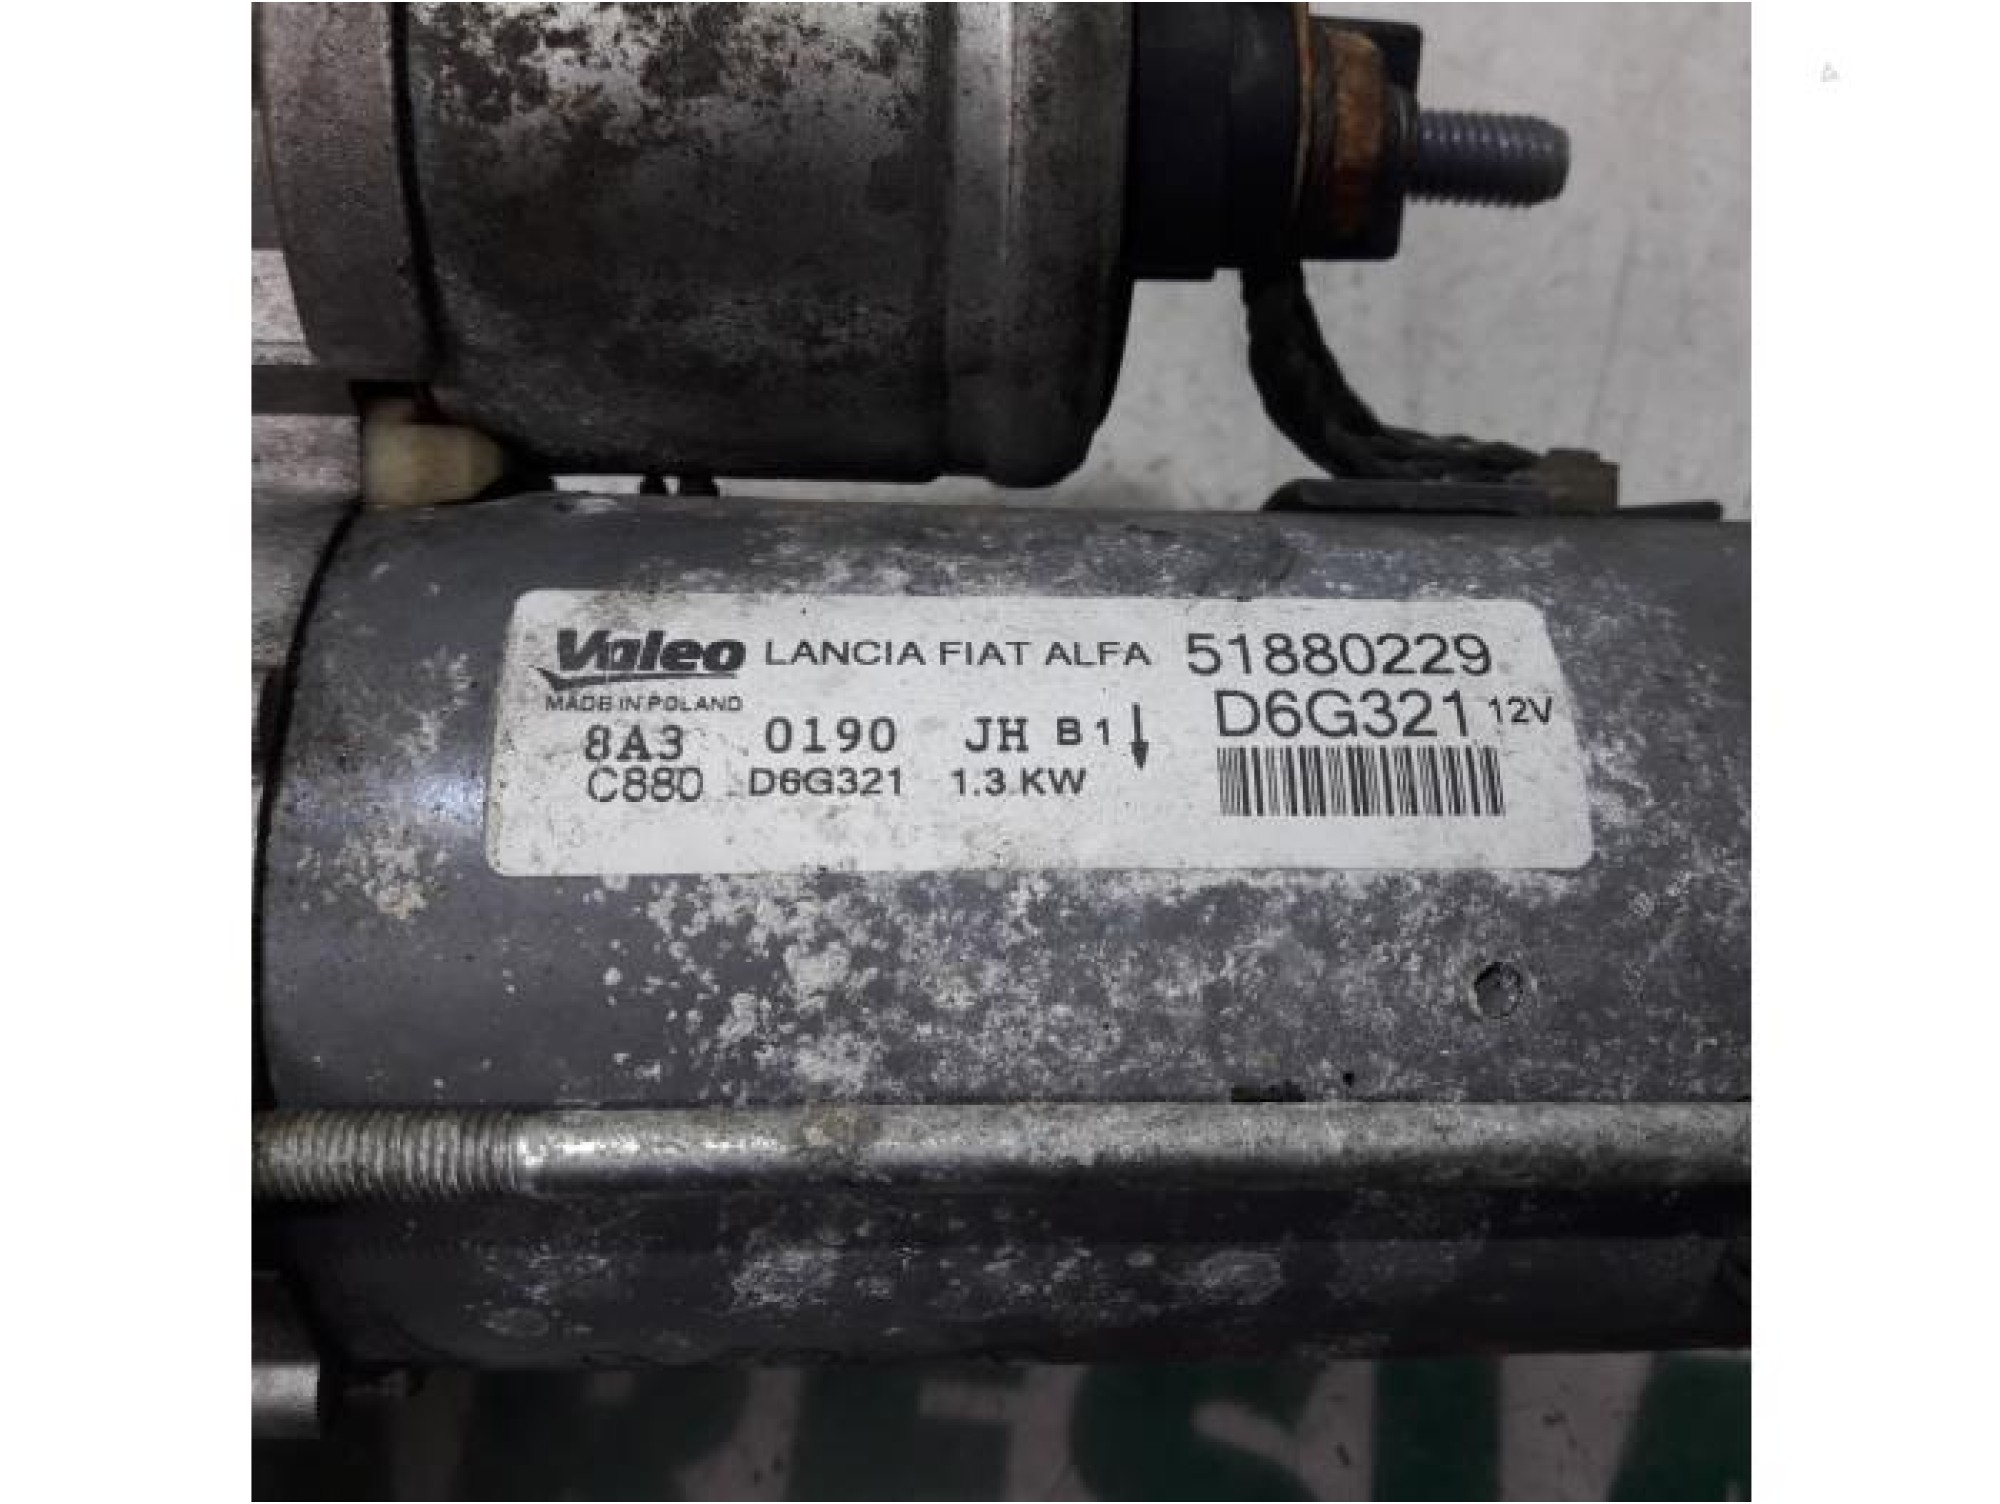 Valeo LANCIA FIAT ALFA 51880229
MADE IN POLAND D6G321 12V
8A3 0190 JH B1
C880 D6G321 1.3 KW